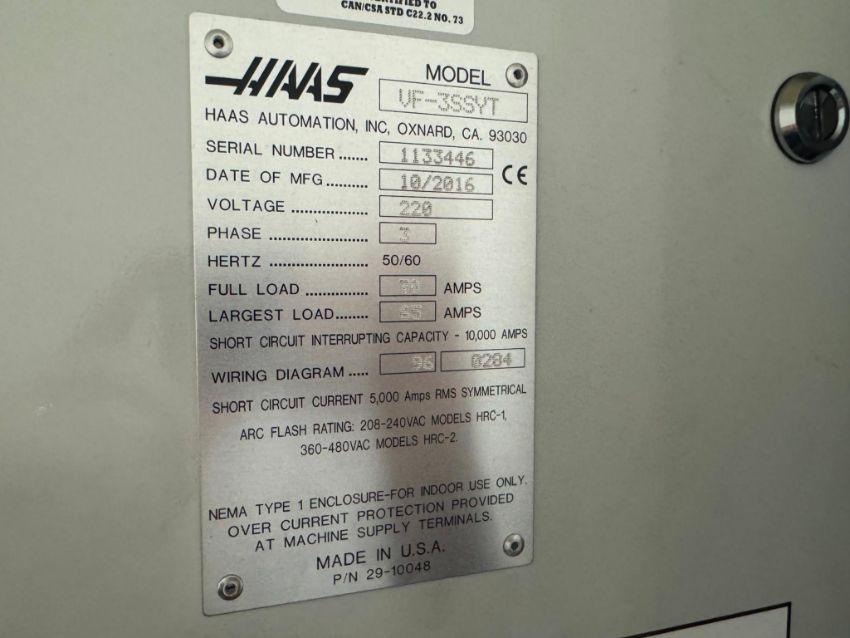 CERTIFIED TO
CAN/CSA STD C22.2 NO. 73
HAAS
MODEL
VF-3SSYT
HAAS AUTOMATION, INC, OXNARD, CA. 93030
SERIAL NUMBER ....... 1133446
DATE OF MFG.......... 10/2016
CE
VOLTAGE .................. 220
PHASE ....................... 3
HERTZ ....................... 50/60
FULL LOAD .............. AMPS
LARGEST LOAD........ AMPS
SHORT CIRCUIT INTERRUPTING CAPACITY - 10,000 AMPS
WIRING DIAGRAM ..... 96 0284
SHORT CIRCUIT CURRENT 5,000 Amps RMS SYMMETRICAL
ARC FLASH RATING: 208-240VAC MODELS HRC-1,
360-480VAC MODELS HRC-2.
NEMA TYPE 1 ENCLOSURE-FOR INDOOR USE ONLY.
OVER CURRENT PROTECTION PROVIDED
AT MACHINE SUPPLY TERMINALS.
MADE IN U.S.A.
P/N 29-10048